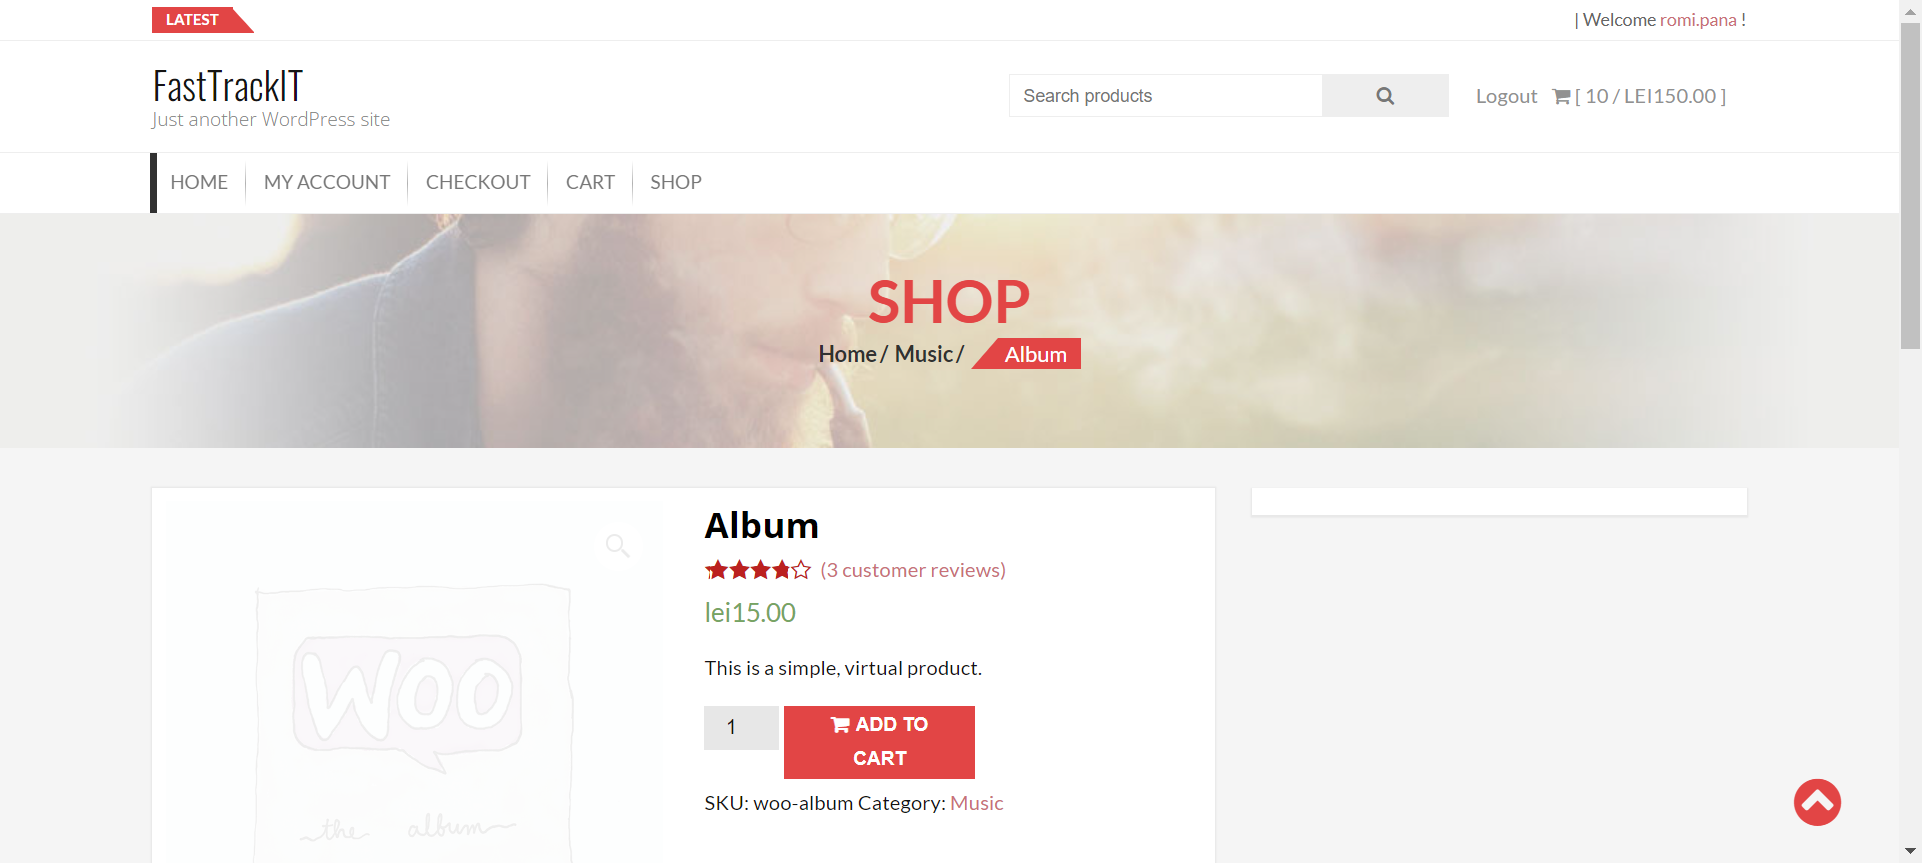 LATEST
| Welcome romi.pana !
FastTrackIT
Just another WordPress site
Search products
Logout [ 10 / LEI150.00 ]
HOME
MY ACCOUNT
CHECKOUT
CART
SHOP
SHOP
Home / Music / Album
Album
(3 customer reviews)
lei15.00
This is a simple, virtual product.
1
ADD TO
CART
SKU: woo-album Category: Music
WOO
the album